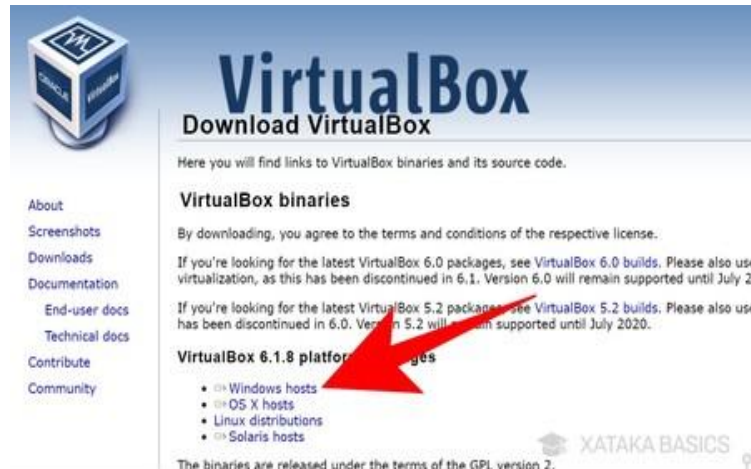 ORACLE
VirtualBox
VirtualBox
Download VirtualBox
Here you will find links to VirtualBox binaries and its source code.
VirtualBox binaries
By downloading, you agree to the terms and conditions of the respective license.
If you're looking for the latest VirtualBox 6.0 packages, see VirtualBox 6.0 builds. Please also use
virtualization, as this has been discontinued in 6.1. Version 6.0 will remain supported until July 2
If you're looking for the latest VirtualBox 5.2 packages, see VirtualBox 5.2 builds. Please also use
has been discontinued in 6.0. Version 5.2 will remain supported until July 2020.
VirtualBox 6.1.8 platform
Windows hosts
OS X hosts
Linux distributions
Solaris hosts
The binaries are released under the terms of the GPL version 2.
About
Screenshots
Downloads
Documentation
End-user docs
Technical docs
Contribute
Community
XATAKA BASICS